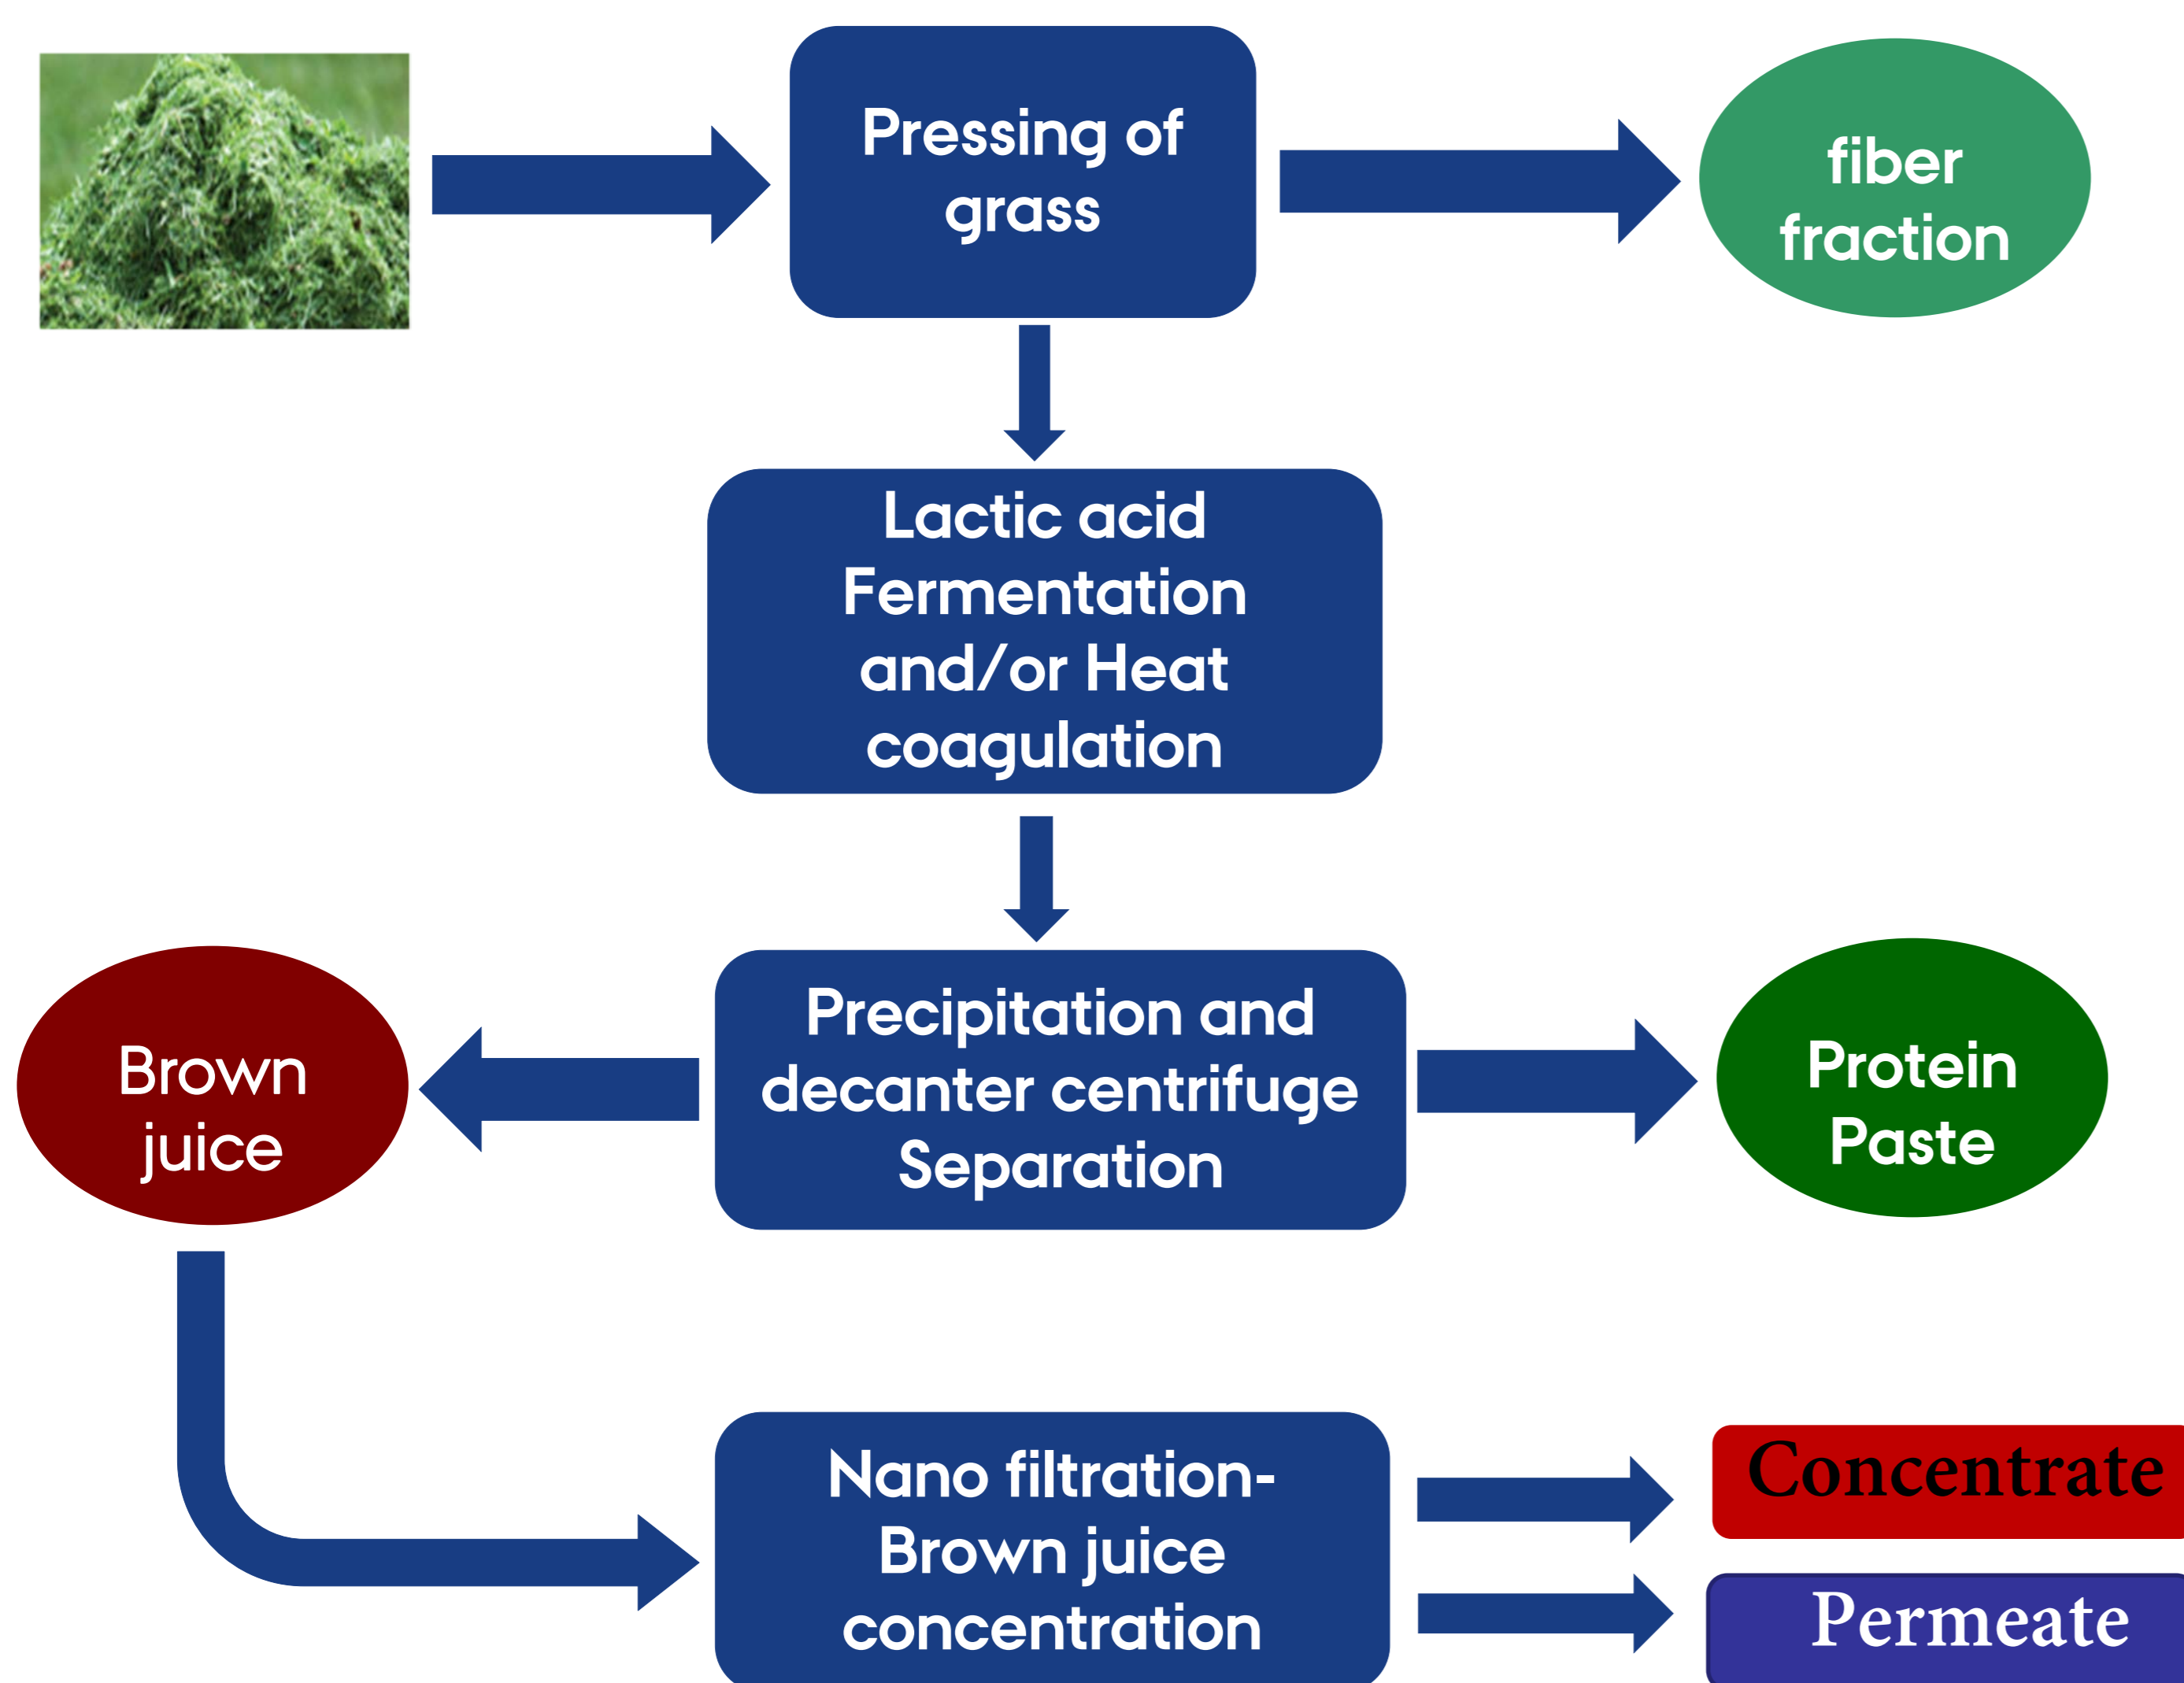 Pressing of
grass
fiber
fraction
Lactic acid
Fermentation
and/or Heat
coagulation
Brown
juice
Precipitation and
decanter centrifuge
Separation
Protein
Paste
Nano filtration-
Brown juice
concentration
Concentrate
Permeate